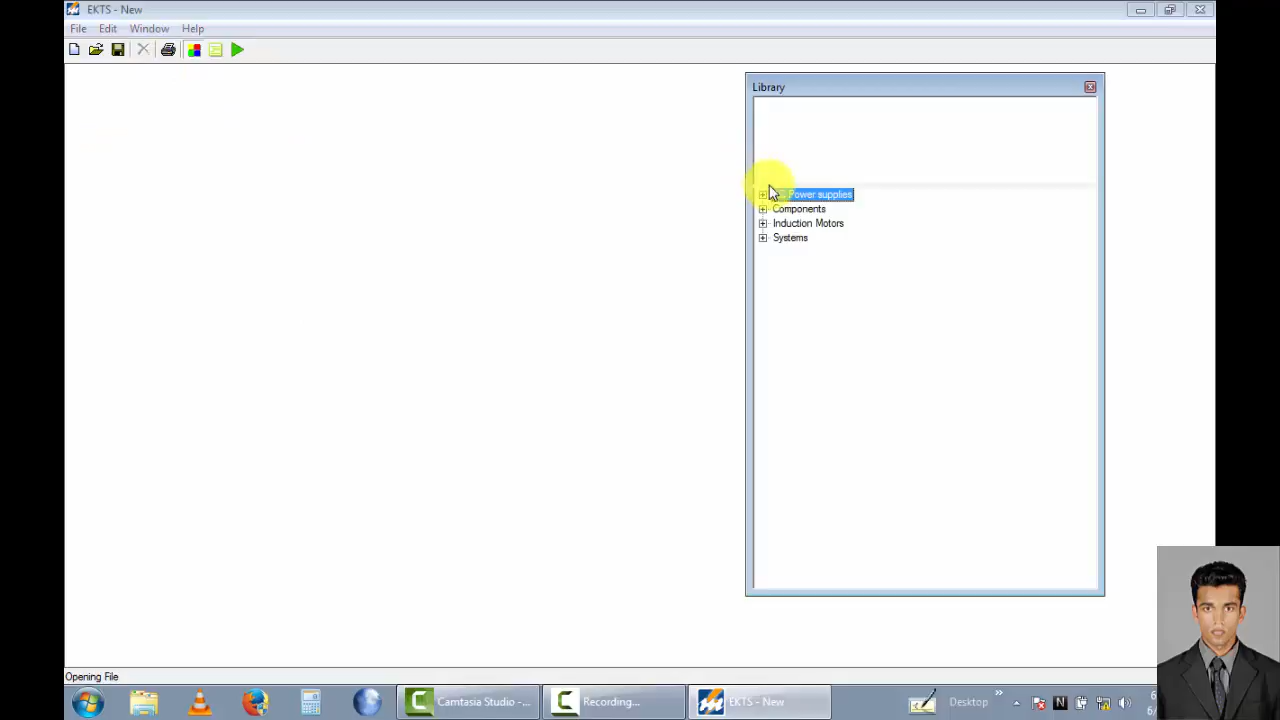 EKTS - New
File Edit Window Help
Library
Power supplies
Components
Induction Motors
Systems
Opening File
Camtasia Studio -...
Recording...
EKTS - New
Desktop